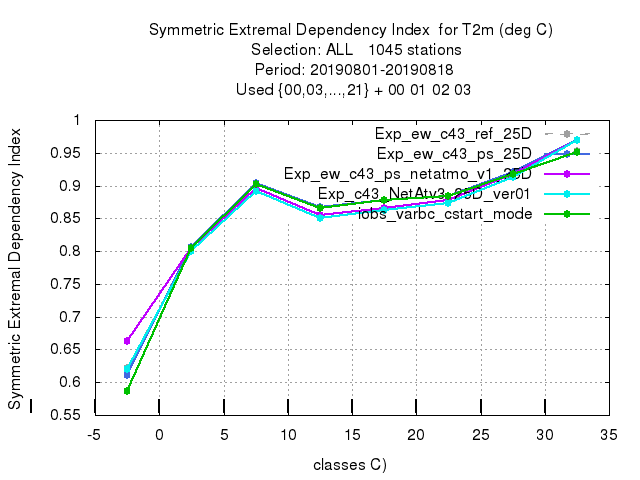 Symmetric Extremal Dependency Index  for T2m (deg C)
Selection: ALL   1045 stations
Period: 20190801-20190818
Used {00,03,...,21} + 00 01 02 03
Symmetric Extremal Dependency Index
1
0.95
0.9
0.85
0.8
0.75
0.7
0.65
0.6
0.55
Exp_ew_c43_ref_25D
Exp_ew_c43_ps_25D
Exp_ew_c43_ps_netatmo_v1_25D
Exp_c43_NetAtv3_25D_ver01
iobs_varbc_cstart_mode
-5 0 5 10 15 20 25 30 35
classes C)